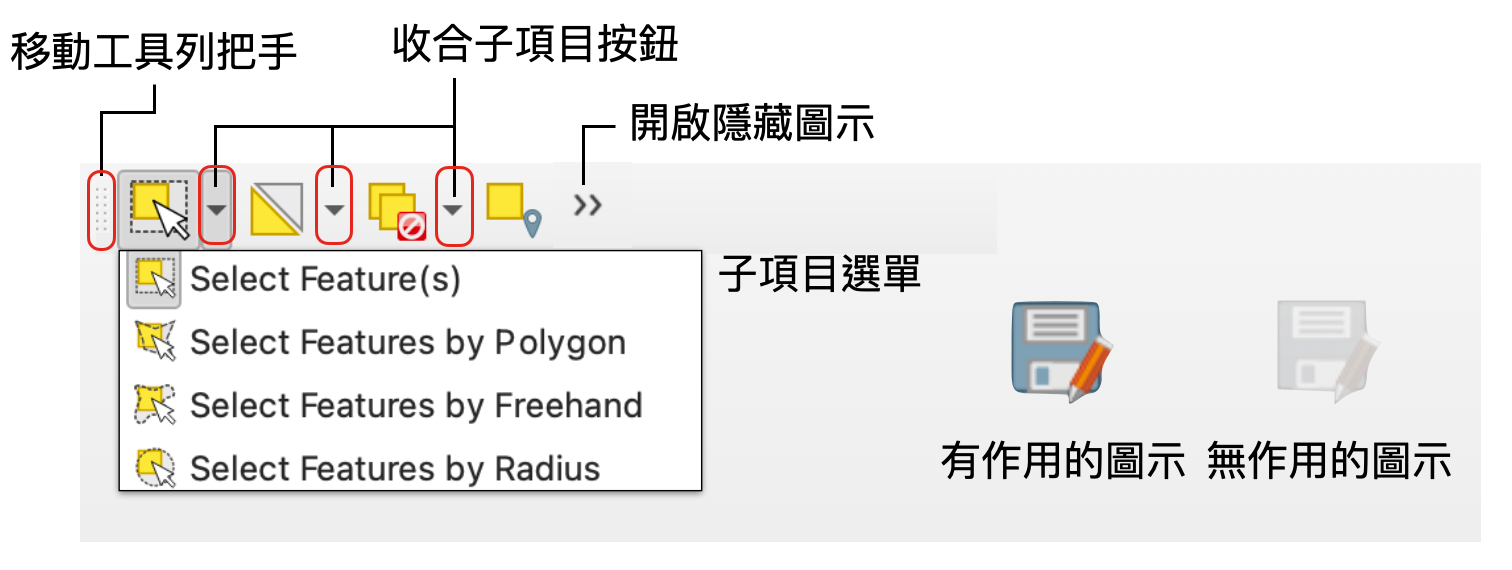 移動工具列把手
收合子項目按鈕
開啟隱藏圖示
Select Feature(s)
Select Features by Polygon
Select Features by Freehand
Select Features by Radius
子項目選單
有作用的圖示
無作用的圖示